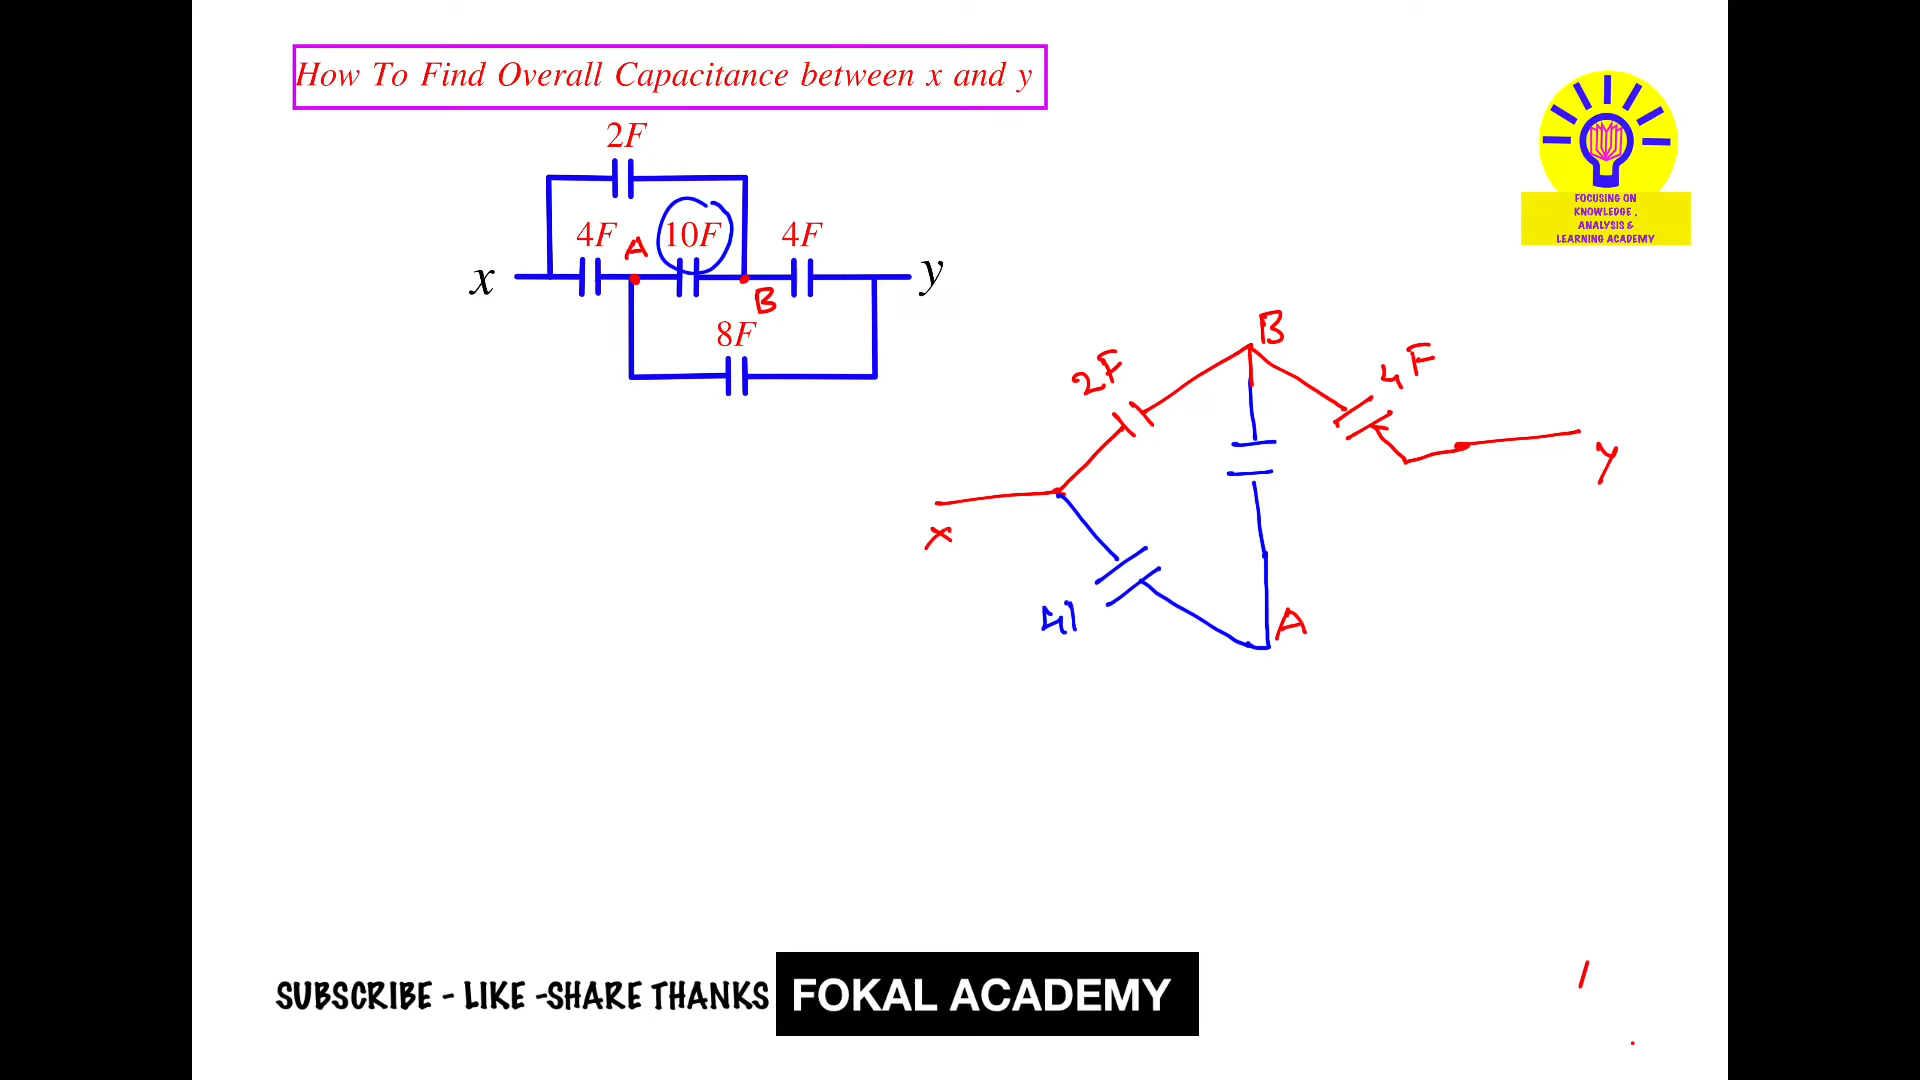 How To Find Overall Capacitance between x and y
2F
4F A 10F 4F
x y
B
8F
FOCUSING ON
KNOWLEDGE ,
ANALYSIS &
LEARNING ACADEMY
B
2F 4F
y
x
A
SUBSCRIBE - LIKE -SHARE THANKS FOKAL ACADEMY